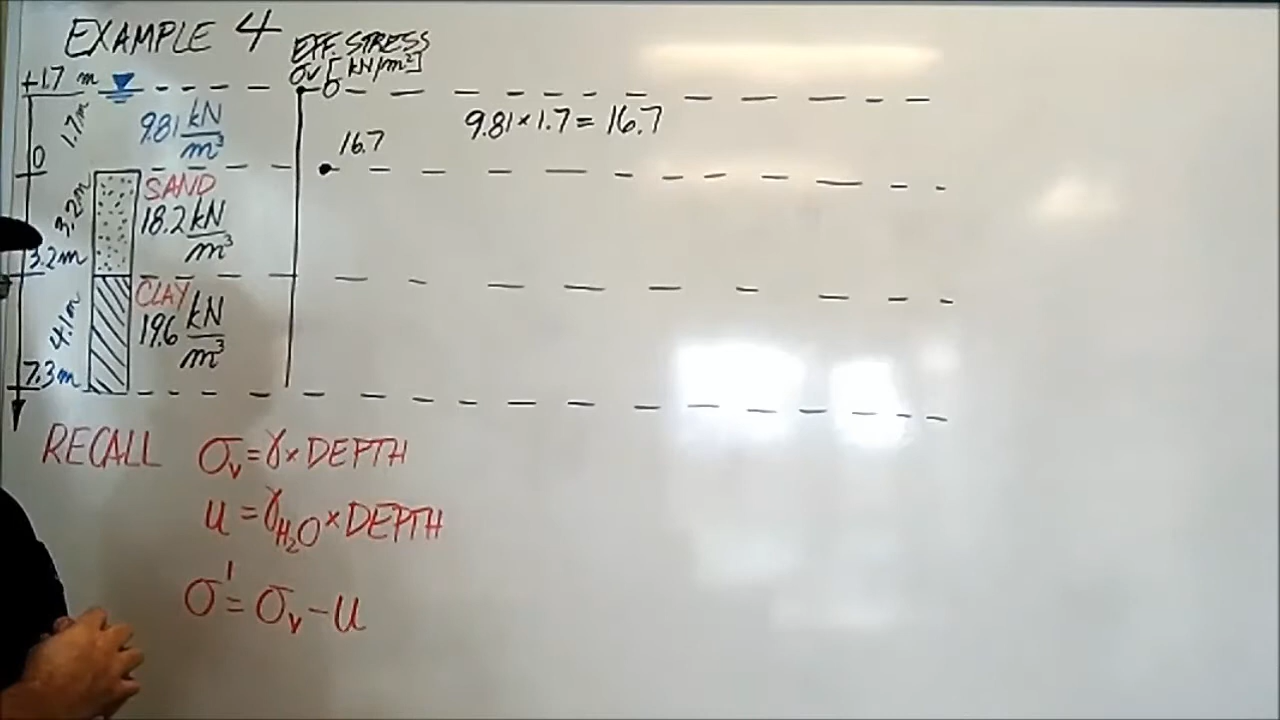 EXAMPLE 4
EFF. STRESS
σv [kN/m²]
+1.7 m
0
9.81 kN/m³
1.7m
9.81 × 1.7 = 16.7
16.7
0
SAND
18.2 kN/m³
3.2m
3.2m
CLAY
19.6 kN/m³
4.1m
7.3m
RECALL σv = γ × DEPTH
u = γH₂O × DEPTH
σ' = σv - u